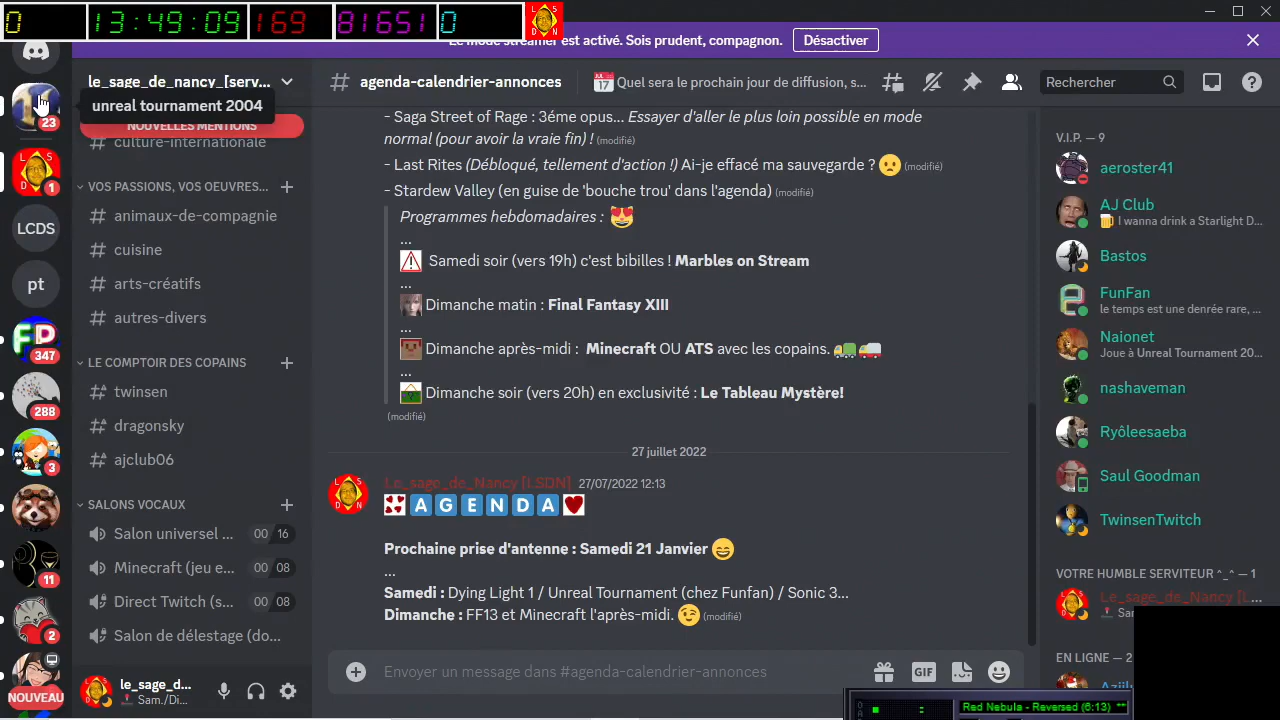 0 13:49:09 169 81651 0
L S D N
Le mode streamer est activé. Sois prudent, compagnon. Désactiver
le_sage_de_nancy_[serv...
agenda-calendrier-annonces
Quel sera le prochain jour de diffusion, s...
Rechercher
unreal tournament 2004
23
NOUVELLES MENTIONS
culture-internationale
VOS PASSIONS, VOS OEUVRES...
animaux-de-compagnie
cuisine
arts-créatifs
autres-divers
LE COMPTOIR DES COPAINS
twinsen
dragonsky
ajclub06
SALONS VOCAUX
Salon universel ... 00 16
Minecraft (jeu e... 00 08
Direct Twitch (s... 00 08
Salon de délestage (do...
L S D N
1
LCDS
pt
FP
347
288
3
11
2
NOUVEAU
le_sage_d...
Sam./Di...
- Saga Street of Rage : 3éme opus... Essayer d'aller le plus loin possible en mode
normal (pour avoir la vraie fin) ! (modifié)
- Last Rites (Débloqué, tellement d'action !) Ai-je effacé ma sauvegarde ? (modifié)
- Stardew Valley (en guise de 'bouche trou' dans l'agenda) (modifié)
Programmes hebdomadaires :
...
Samedi soir (vers 19h) c'est bibilles ! Marbles on Stream
...
Dimanche matin : Final Fantasy XIII
...
Dimanche après-midi : Minecraft OU ATS avec les copains.
...
Dimanche soir (vers 20h) en exclusivité : Le Tableau Mystère!
(modifié)
27 juillet 2022
Le_sage_de_Nancy [LSDN] 27/07/2022 12:13
A G E N D A
Prochaine prise d'antenne : Samedi 21 Janvier
...
Samedi : Dying Light 1 / Unreal Tournament (chez Funfan) / Sonic 3...
Dimanche : FF13 et Minecraft l'après-midi. (modifié)
Envoyer un message dans #agenda-calendrier-annonces
GIF
V.I.P. — 9
aeroster41
AJ Club
I wanna drink a Starlight D...
Bastos
FunFan
le temps est une denrée rare, ...
Naionet
Joue à Unreal Tournament 20...
nashaveman
Ryôleesaeba
Saul Goodman
TwinsenTwitch
VOTRE HUMBLE SERVITEUR ^_^ — 1
Le_sage_de_Nancy [L...
EN LIGNE — 2
Red Nebula - Reversed (6:13) **